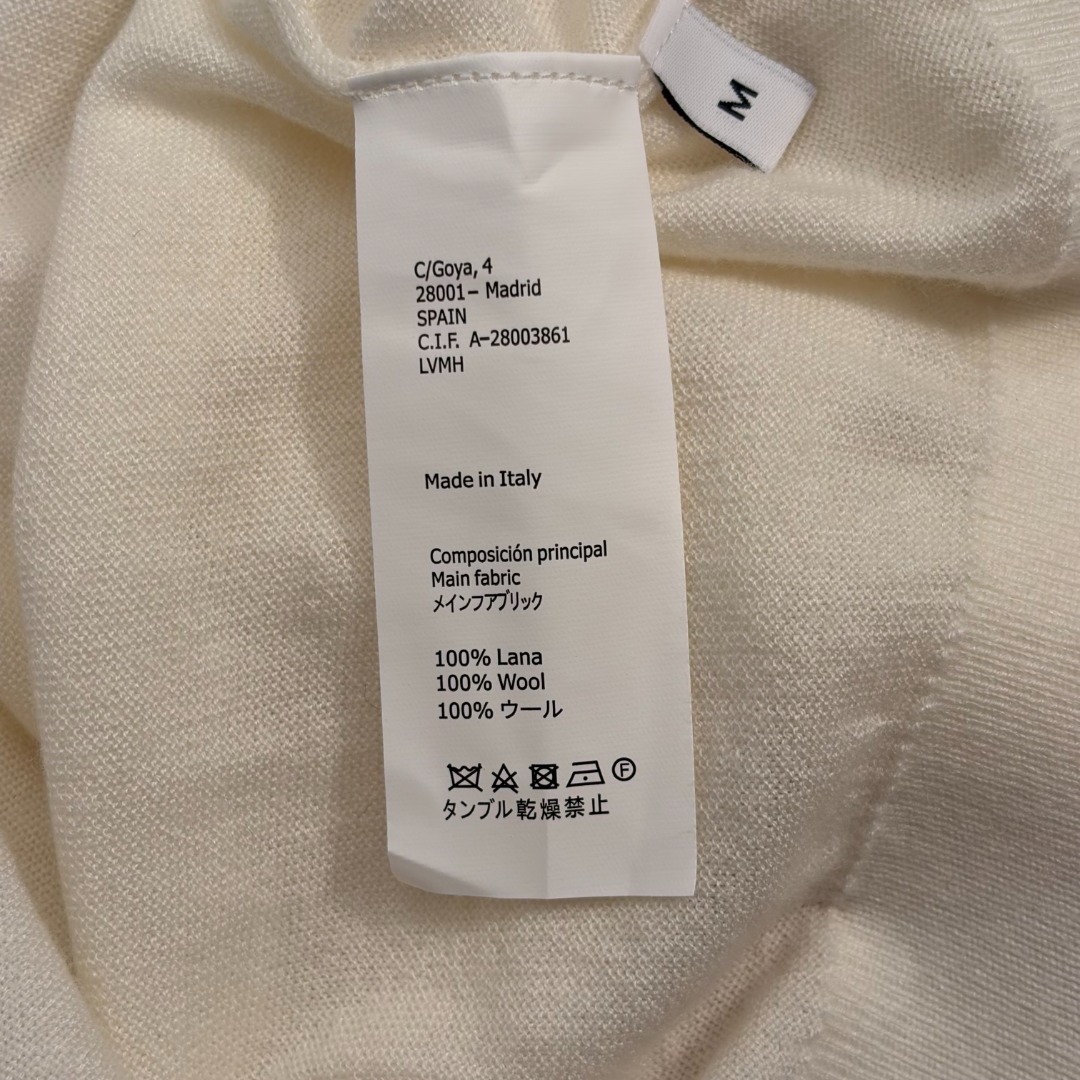 M
C/Goya, 4
28001– Madrid
SPAIN
C.I.F. A–28003861
LVMH
Made in Italy
Composición principal
Main fabric
メインファブリック
100% Lana
100% Wool
100% ウール
F
タンブル乾燥禁止